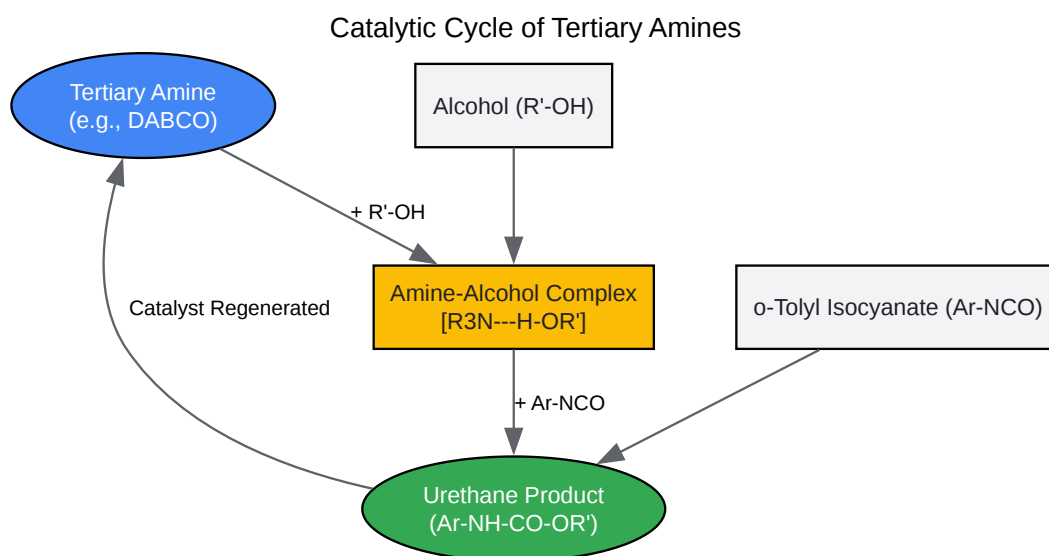 Catalytic Cycle of Tertiary Amines
Tertiary Amine
(e.g., DABCO)
Alcohol (R'-OH)
+ R'-OH
Amine-Alcohol Complex
[R3N---H-OR']
o-Tolyl Isocyanate (Ar-NCO)
Catalyst Regenerated
+ Ar-NCO
Urethane Product
(Ar-NH-CO-OR')